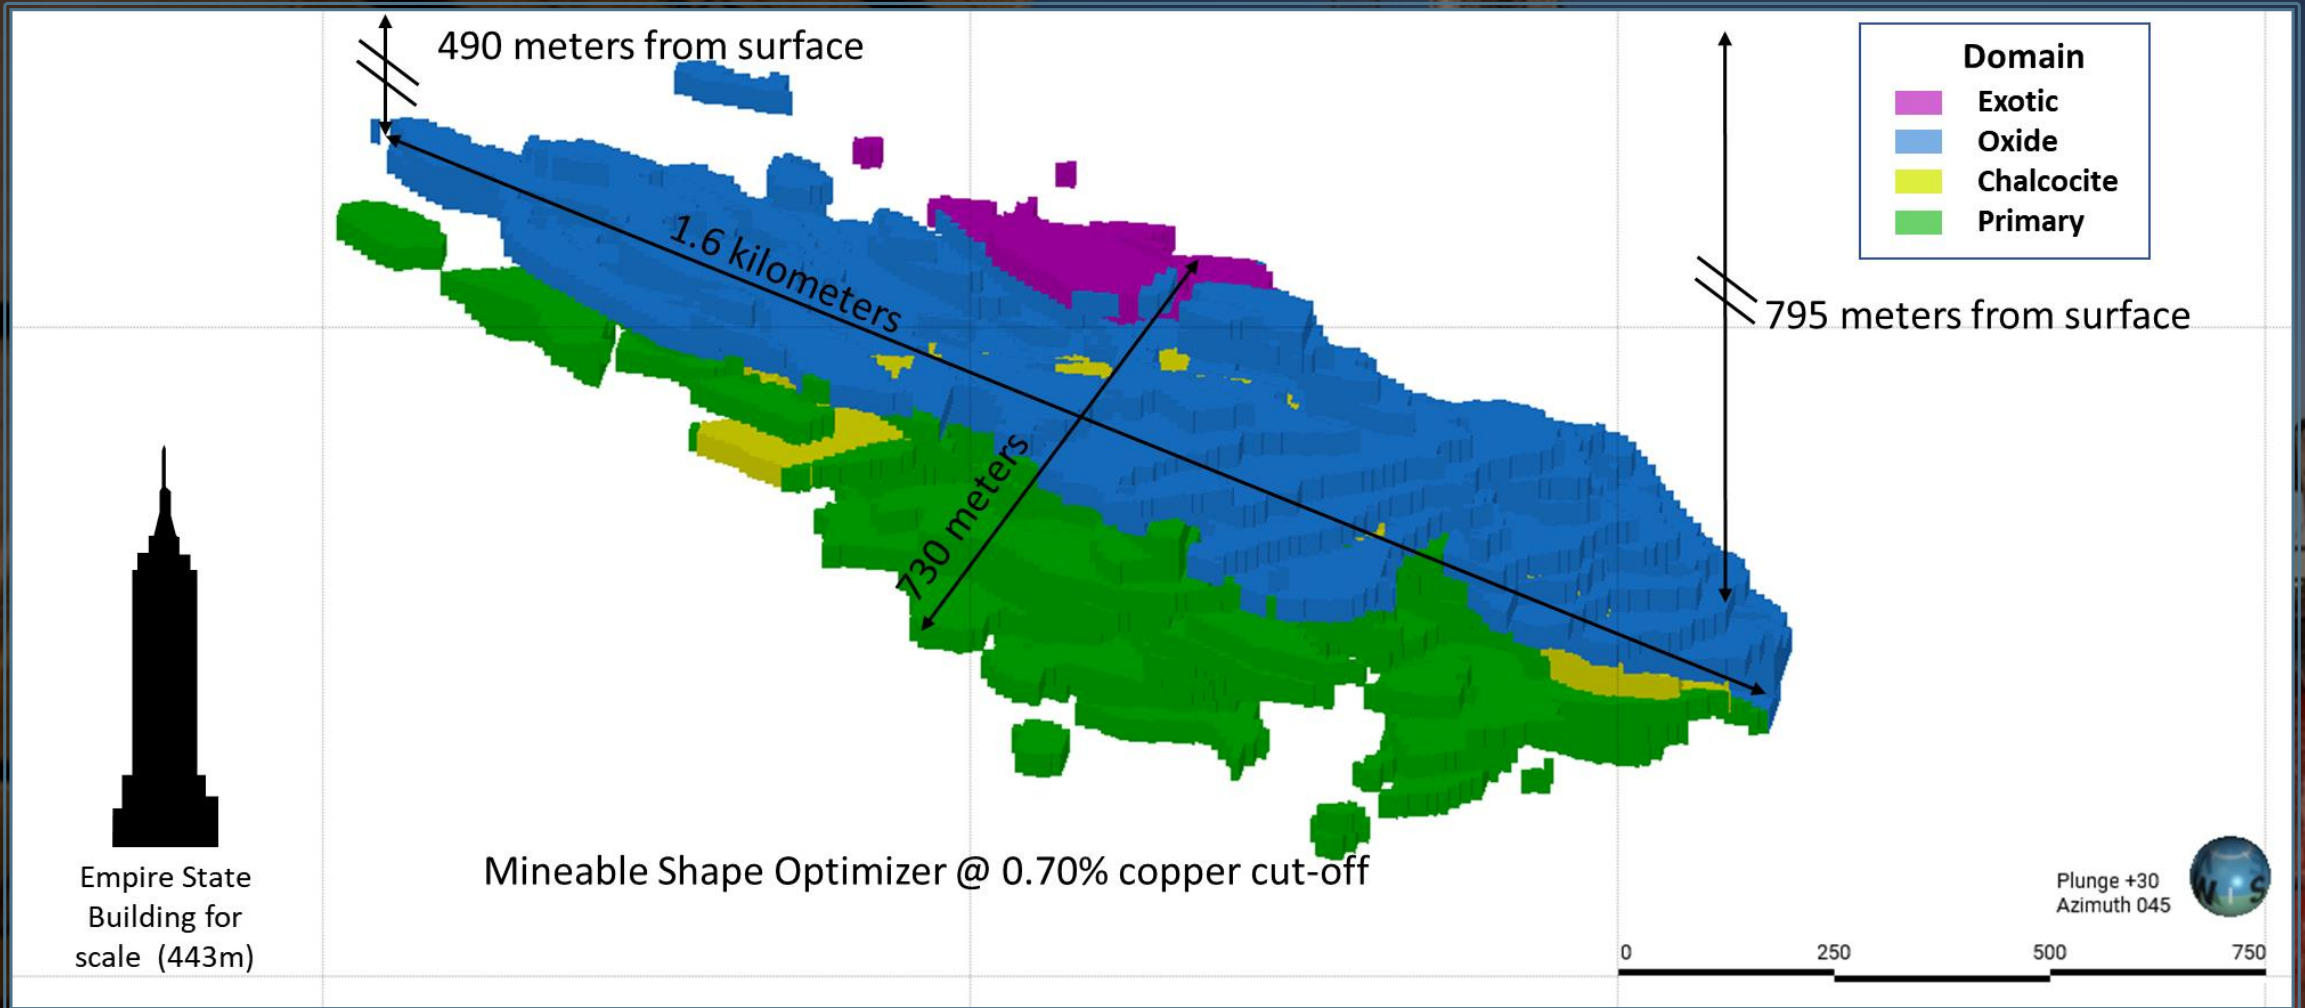 490 meters from surface
Domain
Exotic
Oxide
Chalcocite
Primary
1.6 kilometers
795 meters from surface
730 meters
Empire State
Building for
scale (443m)
Mineable Shape Optimizer @ 0.70% copper cut-off
Plunge +30
Azimuth 045
W S
0 250 500 750